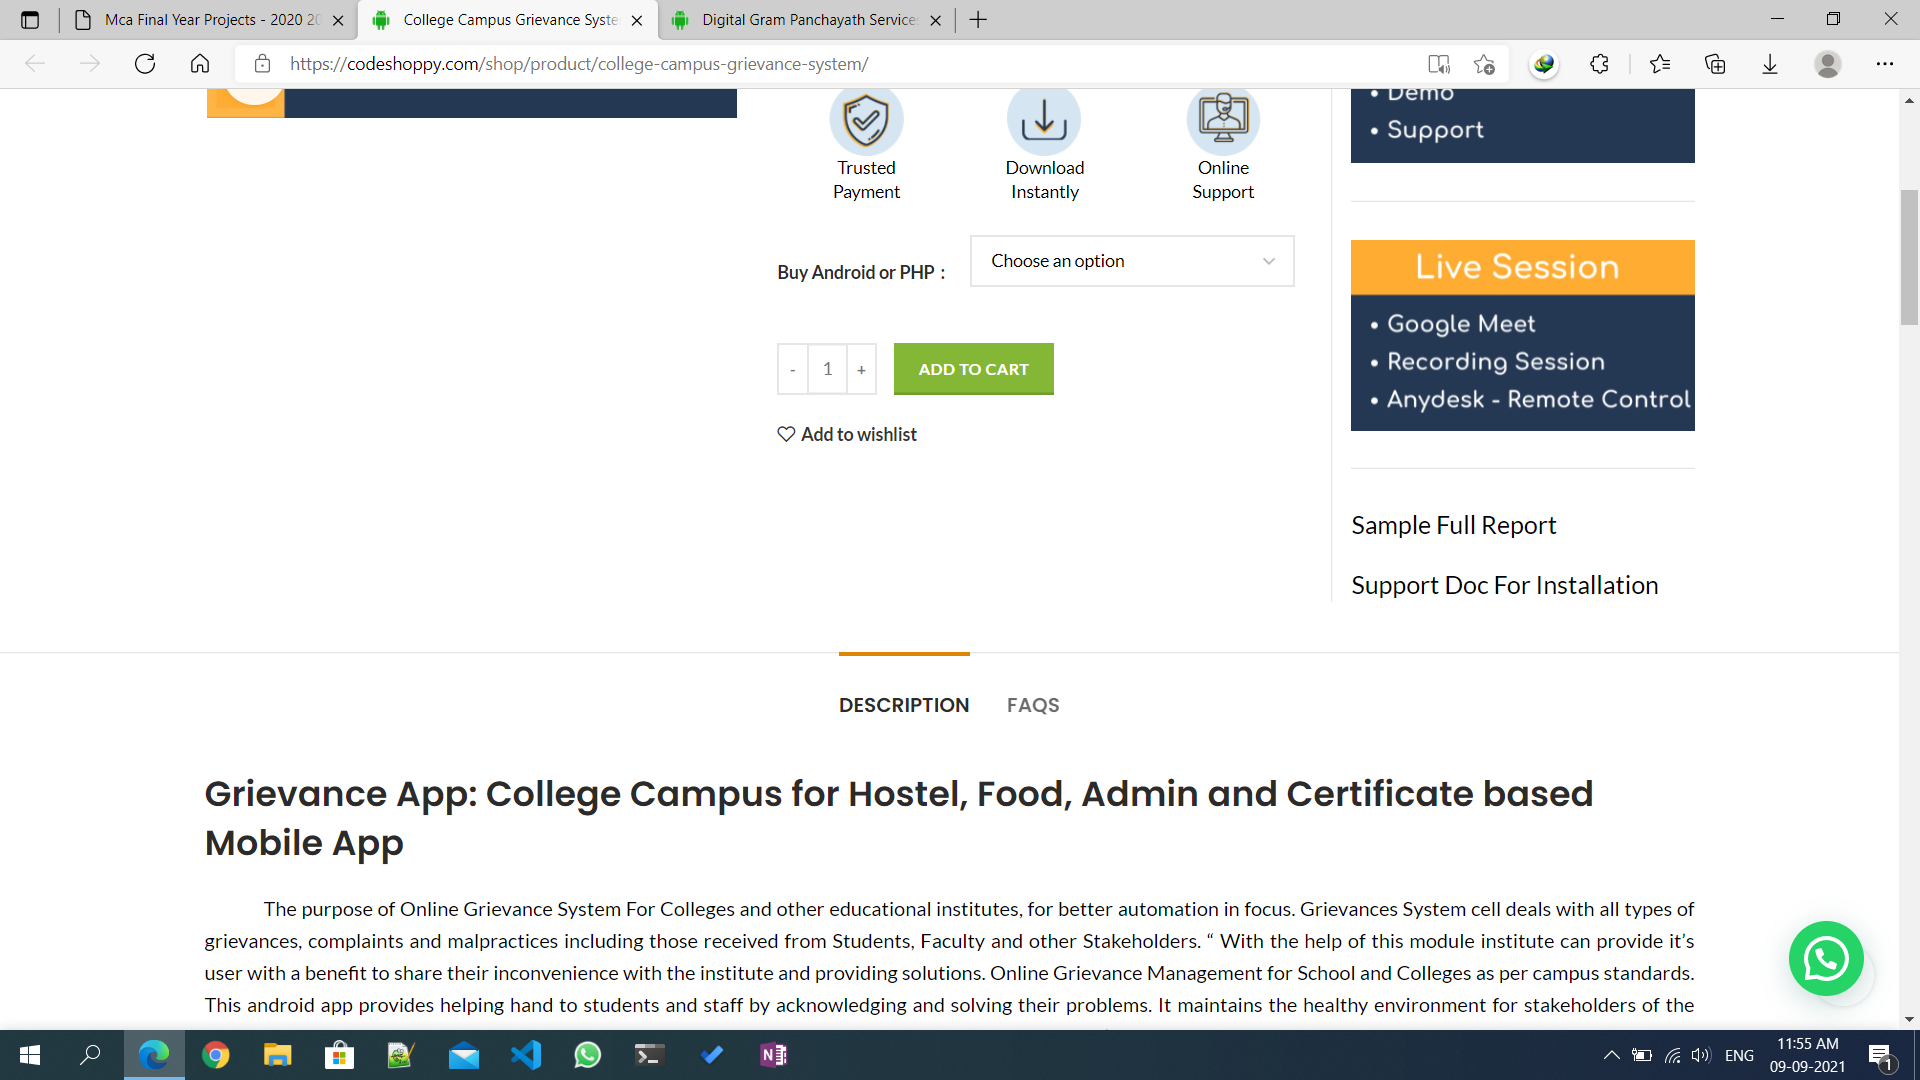 Mca Final Year Projects - 2020 20
College Campus Grievance Syste
Digital Gram Panchayath Service
https://codeshoppy.com/shop/product/college-campus-grievance-system/
Trusted
Payment
Download
Instantly
Online
Support
Buy Android or PHP :
Choose an option
- 1 +
ADD TO CART
Add to wishlist
• Demo
• Support
Live Session
• Google Meet
• Recording Session
• Anydesk - Remote Control
Sample Full Report
Support Doc For Installation
DESCRIPTION FAQS
Grievance App: College Campus for Hostel, Food, Admin and Certificate based
Mobile App
The purpose of Online Grievance System For Colleges and other educational institutes, for better automation in focus. Grievances System cell deals with all types of
grievances, complaints and malpractices including those received from Students, Faculty and other Stakeholders. “ With the help of this module institute can provide it’s
user with a benefit to share their inconvenience with the institute and providing solutions. Online Grievance Management for School and Colleges as per campus standards.
This android app provides helping hand to students and staff by acknowledging and solving their problems. It maintains the healthy environment for stakeholders of the
N
ENG
11:55 AM
09-09-2021
1